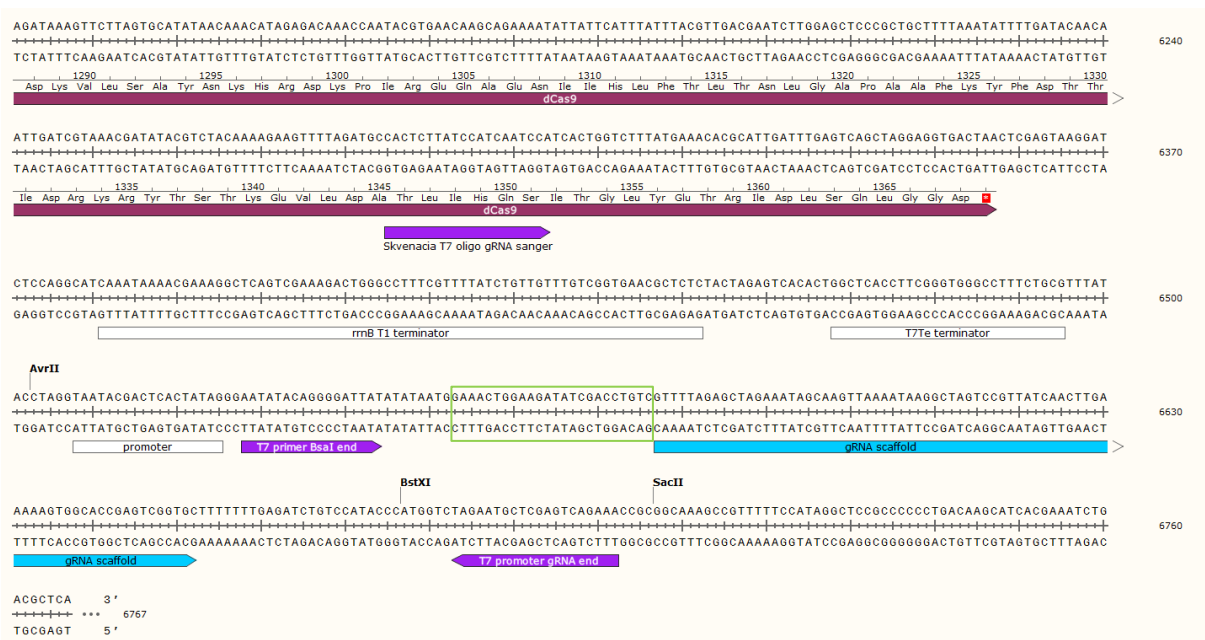 AGATAAAGTTCTTAGTGCATATAACAAACATAGAGACAAACCAATACGTGAACAAGCAGAAAATATTATTCATTTATTTACGTTGACGAATCTTGGAGCTCCCGCTGCTTTTAAATATTTTGATACAACA
6240
TCTATTTCAAGAATCACGTATATTGTTTGTATCTCTGTTTGGTTATGCACTTGTTCGTCTTTTATAATAAGTAAATAAATGCAACTGCTTAGAACCTCGAGGGCGACGAAAATTTATAAAACTATGTTGT
1290 1295 1300 1305 1310 1315 1320 1325 1330
Asp Lys Val Leu Ser Ala Tyr Asn Lys His Arg Asp Lys Pro Ile Arg Glu Gln Ala Glu Asn Ile Ile His Leu Phe Thr Leu Thr Asn Leu Gly Ala Pro Ala Ala Phe Lys Tyr Phe Asp Thr Thr
dCas9
ATTGATCGTAAACGATATACGTCTACAAAAGAAGTTTTAGATGCCACTCTTATCCATCAATCCATCACTGGTCTTTATGAAACACGCATTGATTTGAGTCAGCTAGGAGGTGACTAACTCGAGTAAGGAT
6370
TAACTAGCATTTGCTATATGCAGATGTTTTCTTCAAAATCTACGGTGAGAATAGGTAGTTAGGTAGTGACCAGAAATACTTTGTGCGTAACTAAACTCAGTCGATCCTCCACTGATTGAGCTCATTCCTA
1335 1340 1345 1350 1355 1360 1365
Ile Asp Arg Lys Arg Tyr Thr Ser Thr Lys Glu Val Leu Asp Ala Thr Leu Ile His Gln Ser Ile Thr Gly Leu Tyr Glu Thr Arg Ile Asp Leu Ser Gln Leu Gly Gly Asp *
dCas9
Skvenacia T7 oligo gRNA sanger
CTCCAGGCATCAAATAAAACGAAAGGCTCAGTCGAAAGACTGGGCCTTTCGTTTTATCTGTTGTTTGTCGGTGAACGCTCTCTACTAGAGTCACACTGGCTCACCTTCGGGTGGGCCTTTCTGCGTTTAT
6500
GAGGTCCGTAGTTTATTTTGCTTTCCGAGTCAGCTTTCTGACCCGGAAAGCAAAATAGACAACAAACAGCCACTTGCGAGAGATGATCTCAGTGTGACCGAGTGGAAGCCCACCCGGAAAGACGCAAATA
rrnB T1 terminator T7Te terminator
AvrII
ACCTAGGTAATACGACTCACTATAGGGAATATACAGGGGATTATATATATAATGGAAACTGGAAGATATCGACCTGTCGTTTTAGAGCTAGAAATAGCAAGTTAAAATAAGGCTAGTCCGTTATCAACTTGA
6630
TGGATCCATTATGCTGAGTGATATCCCTTATATGTCCCCTAATATATATATTACCTTTGACCTTCTATAGCTGGACAGCAAAATCTCGATCTTTATCGTTCAATTTTATTCCGATCAGGCAATAGTTGAACT
promoter T7 primer BsaI end gRNA scaffold
BstXI SacII
AAAAGTGGCACCGAGTCGGTGCTTTTTTTGAGATCTGTCCATACCCATGGTCTAGAATGCTCGAGTCAGAAACCGCGGCAAAGCCGTTTTTCCATAGGCTCCGCCCCCCTGACAAGCATCACGAAATCTG
6760
TTTTCACCGTGGCTCAGCCACGAAAAAAACTCTAGACAGGTATGGGTACCAGATCTTACGAGCTCAGTCTTTGGCGCCGTTTCGGCAAAAAGGTATCCGAGGCGGGGGGACTGTTCGTAGTGCTTTAGAC
gRNA scaffold T7 promoter gRNA end
ACGCTCA 3′
••• 6767
TGCGAGT 5′